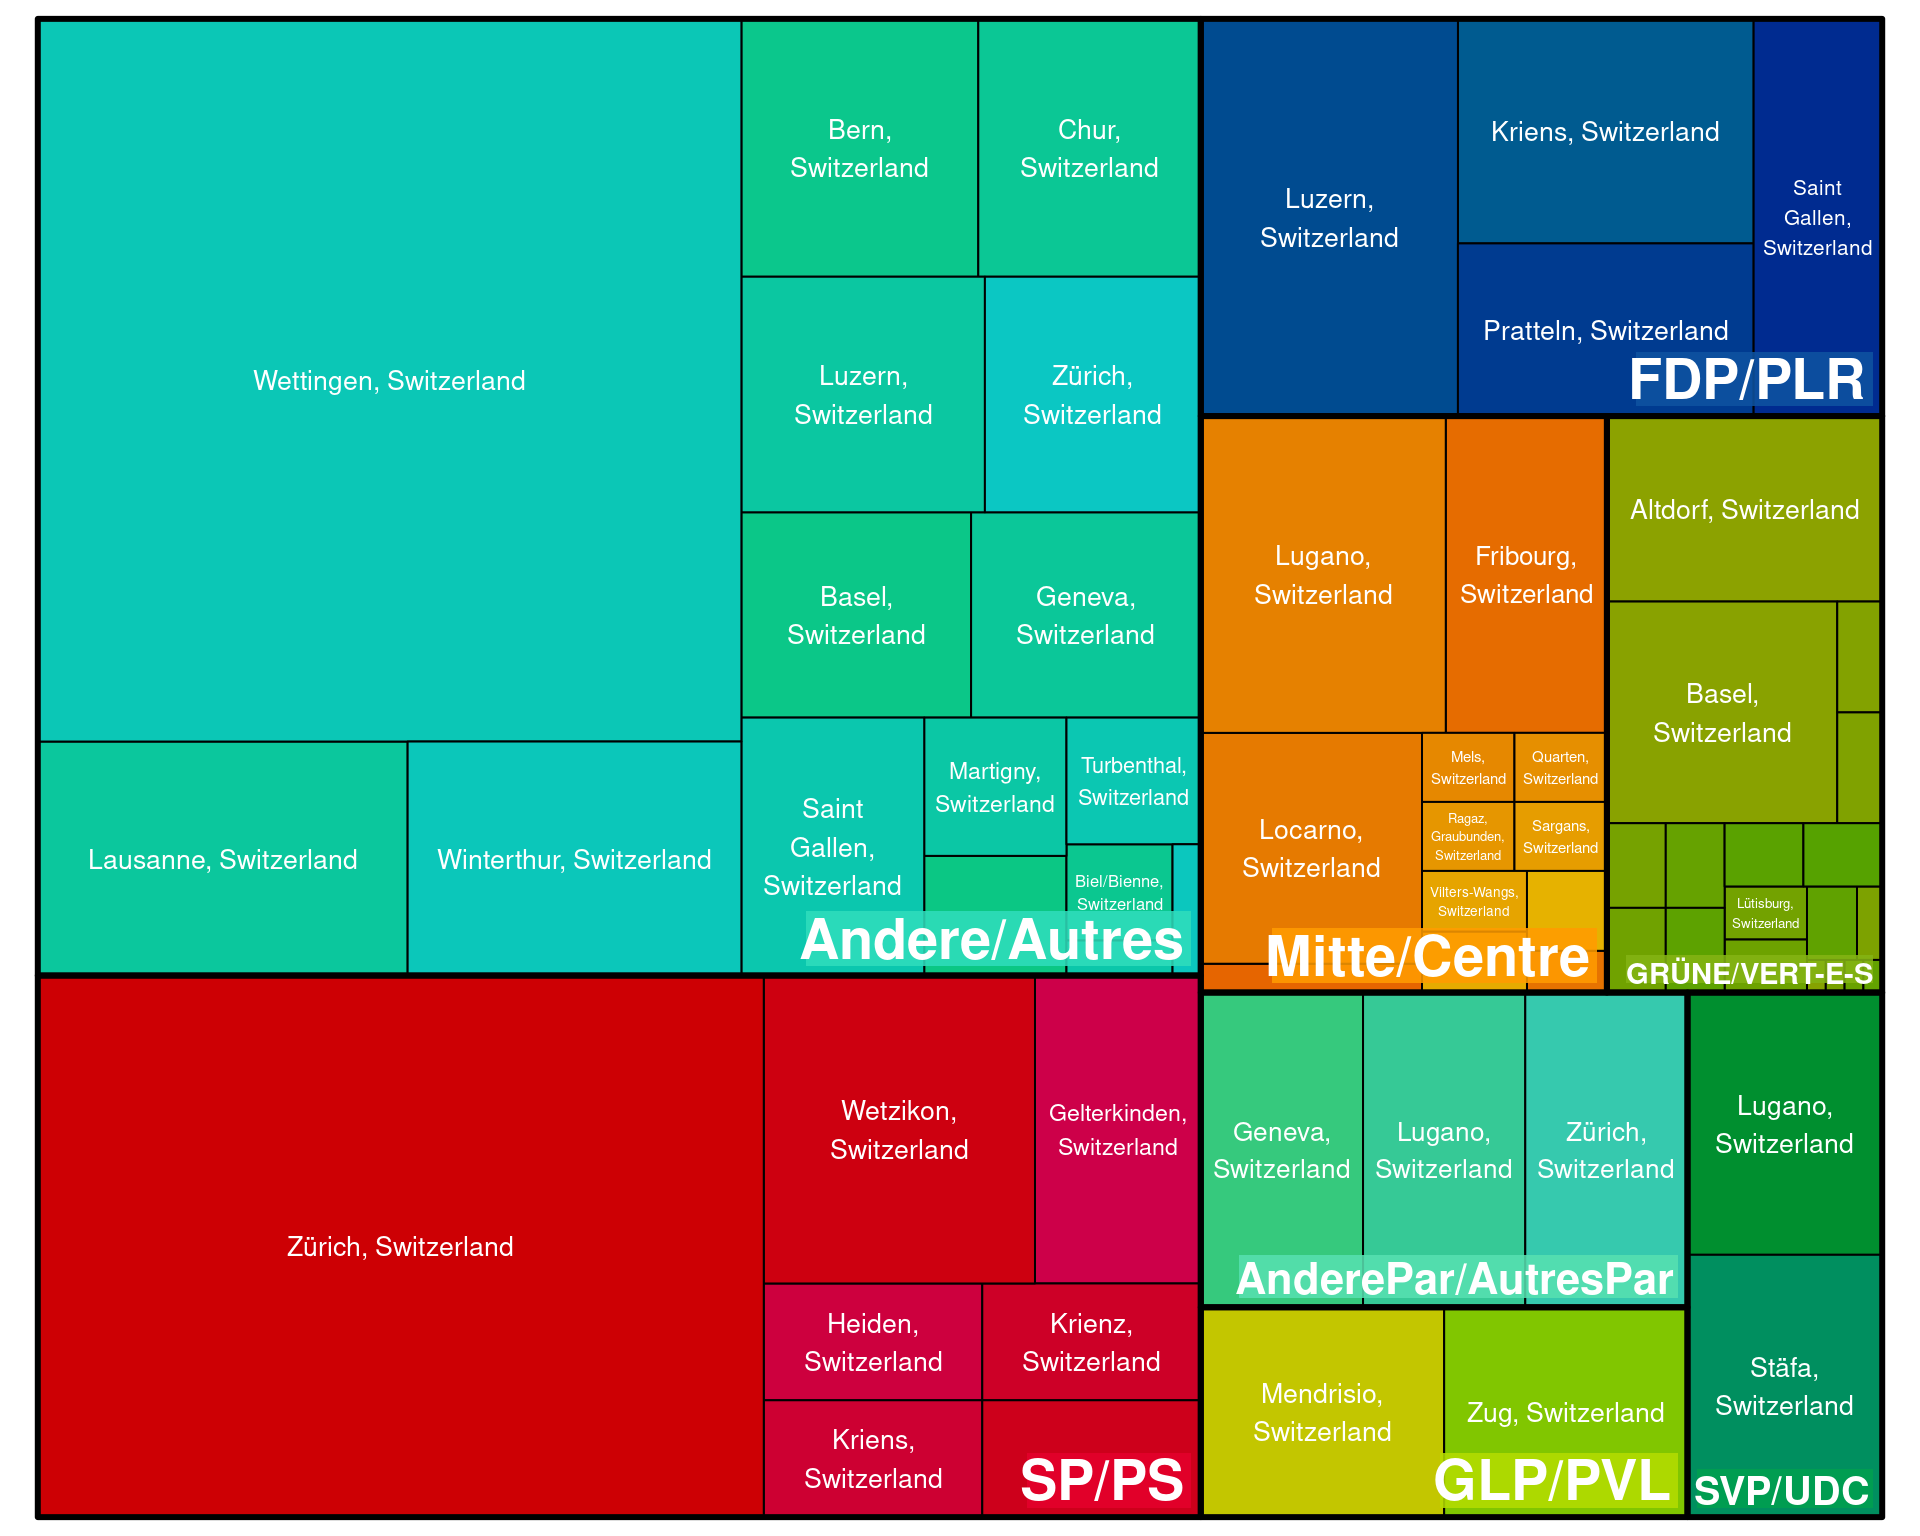 Wettingen, Switzerland
Bern,
Switzerland
Chur,
Switzerland
Luzern,
Switzerland
Zürich,
Switzerland
Basel,
Switzerland
Geneva,
Switzerland
Lausanne, Switzerland
Winterthur, Switzerland
Saint
Gallen,
Switzerland
Martigny,
Switzerland
Turbenthal,
Switzerland
Biel/Bienne,
Switzerland
Andere/Autres
Zürich, Switzerland
Wetzikon,
Switzerland
Gelterkinden,
Switzerland
Heiden,
Switzerland
Krienz,
Switzerland
Kriens,
Switzerland
SP/PS
Luzern,
Switzerland
Kriens, Switzerland
Saint
Gallen,
Switzerland
Pratteln, Switzerland
FDP/PLR
Lugano,
Switzerland
Fribourg,
Switzerland
Locarno,
Switzerland
Mels,
Switzerland
Quarten,
Switzerland
Ragaz,
Graubunden,
Switzerland
Sargans,
Switzerland
Vilters-Wangs,
Switzerland
Mitte/Centre
Altdorf, Switzerland
Basel,
Switzerland
Lütisburg,
Switzerland
GRÜNE/VERT-E-S
Geneva,
Switzerland
Lugano,
Switzerland
Zürich,
Switzerland
AnderePar/AutresPar
Mendrisio,
Switzerland
Zug, Switzerland
GLP/PVL
Lugano,
Switzerland
Stäfa,
Switzerland
SVP/UDC